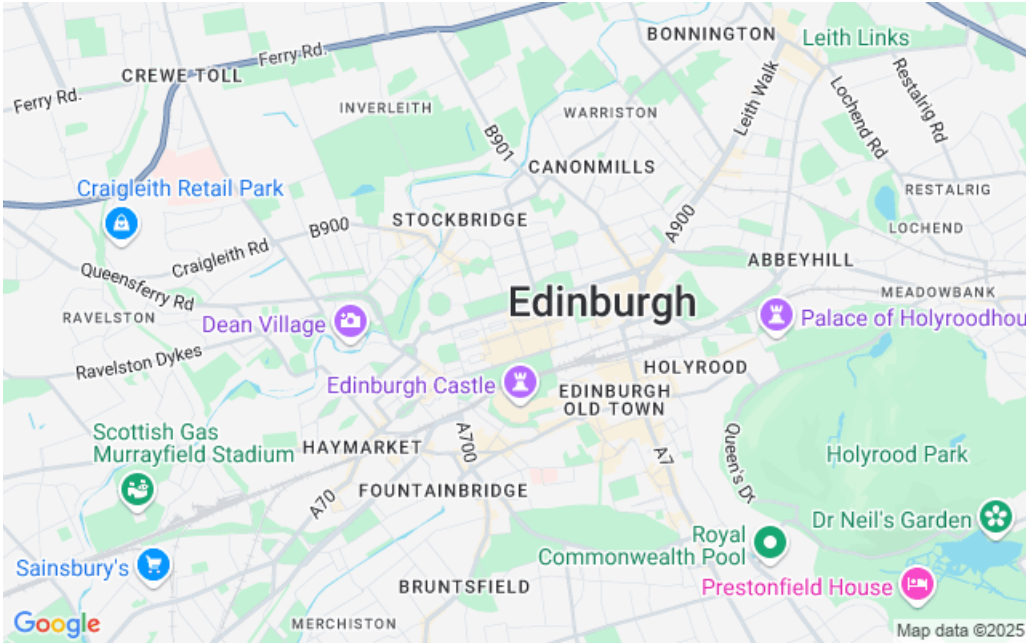 BONNINGTON
Leith Links
Ferry Rd.
CREWE TOLL
Ferry Rd.
INVERLEITH
WARRISTON
Leith Walk
Lochend Rd
Restalrig Rd
B901
CANONMILLS
Craigleith Retail Park
RESTALRIG
STOCKBRIDGE
B900
A900
LOCHEND
Craigleith Rd
ABBEYHILL
Queensferry Rd
MEADOWBANK
Edinburgh
RAVELSTON
Dean Village
Palace of Holyroodhou
Ravelston Dykes
HOLYROOD
Edinburgh Castle
EDINBURGH
OLD TOWN
Scottish Gas
Murrayfield Stadium
HAYMARKET
A700
A7
Queen's Dr
Holyrood Park
FOUNTAINBRIDGE
A70
Dr Neil's Garden
Royal
Commonwealth Pool
Sainsbury's
BRUNTSFIELD
Prestonfield House
MERCHISTON
Google
Map data ©2025